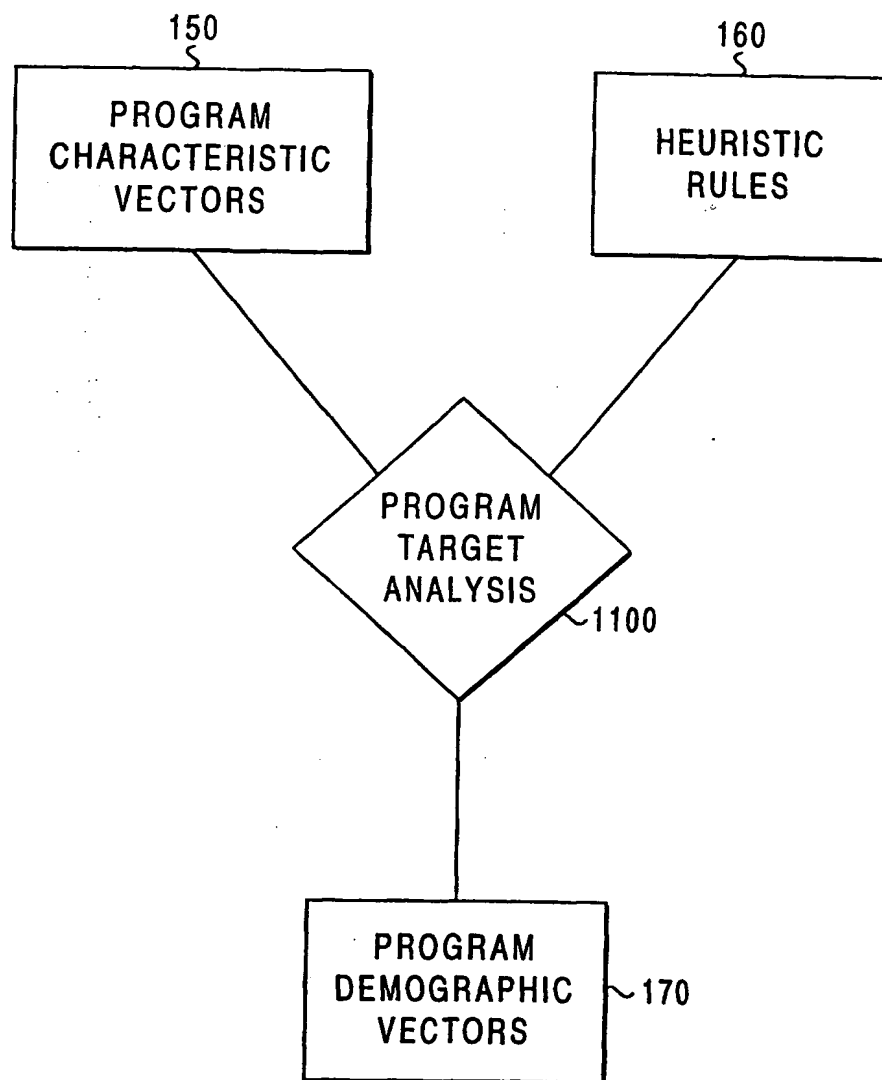 150
PROGRAM
CHARACTERISTIC
VECTORS
160
HEURISTIC
RULES
PROGRAM
TARGET
ANALYSIS
1100
PROGRAM
DEMOGRAPHIC
VECTORS
170